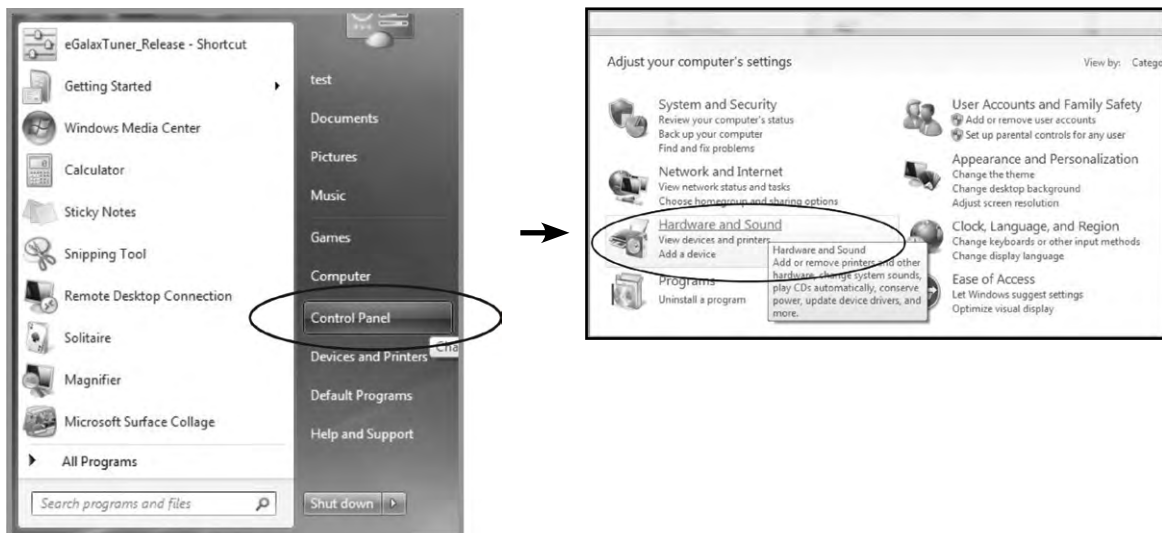 eGalaxTuner_Release - Shortcut
Getting Started
Windows Media Center
Calculator
Sticky Notes
Snipping Tool
Remote Desktop Connection
Solitaire
Magnifier
Microsoft Surface Collage
All Programs
Search programs and files
test
Documents
Pictures
Music
Games
Computer
Control Panel
Devices and Printers
Cha
Default Programs
Help and Support
Shut down
Adjust your computer's settings
View by: Catego
System and Security
Review your computer's status
Back up your computer
Find and fix problems
Network and Internet
View network status and tasks
Choose homegroup and sharing options
Hardware and Sound
View devices and printers
Add a device
Hardware and Sound
Add or remove printers and other
hardware, change system sounds,
play CDs automatically, conserve
power, update device drivers, and
more.
Programs
Uninstall a program
User Accounts and Family Safety
Add or remove user accounts
Set up parental controls for any user
Appearance and Personalization
Change the theme
Change desktop background
Adjust screen resolution
Clock, Language, and Region
Change keyboards or other input methods
Change display language
Ease of Access
Let Windows suggest settings
Optimize visual display